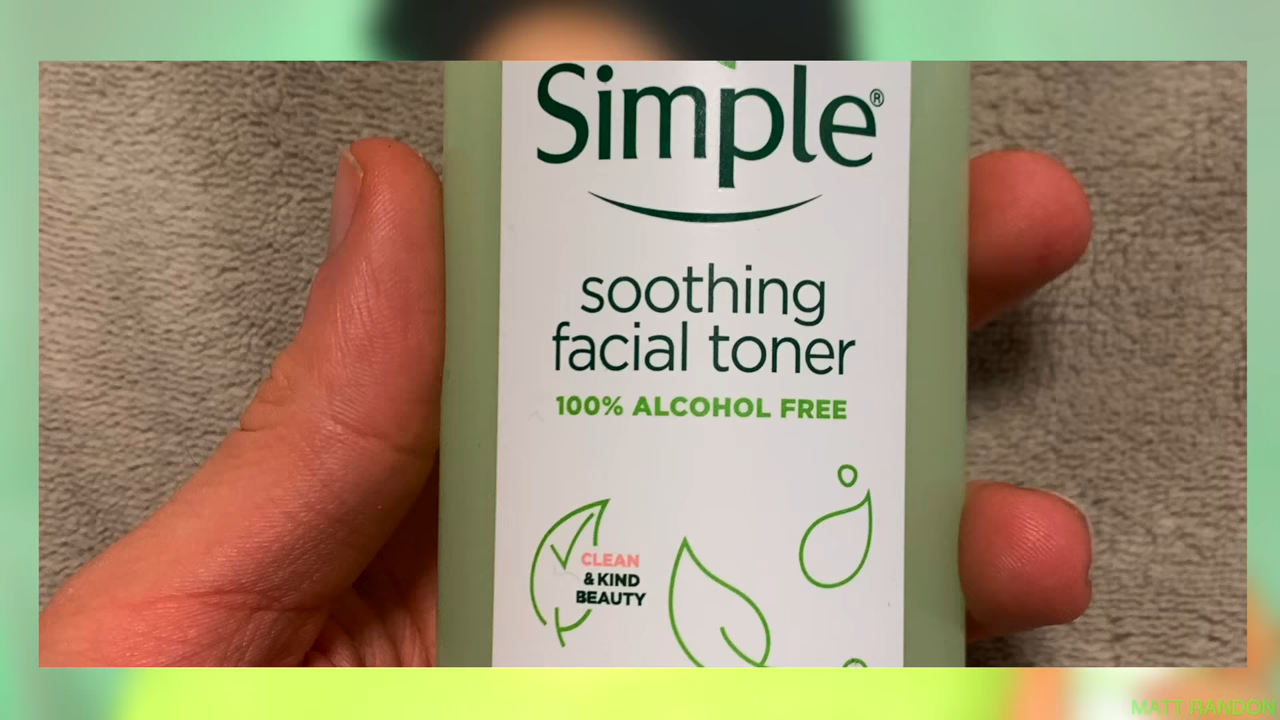 Simple®
soothing
facial toner
100% ALCOHOL FREE
CLEAN
& KIND
BEAUTY
MATT RANDON